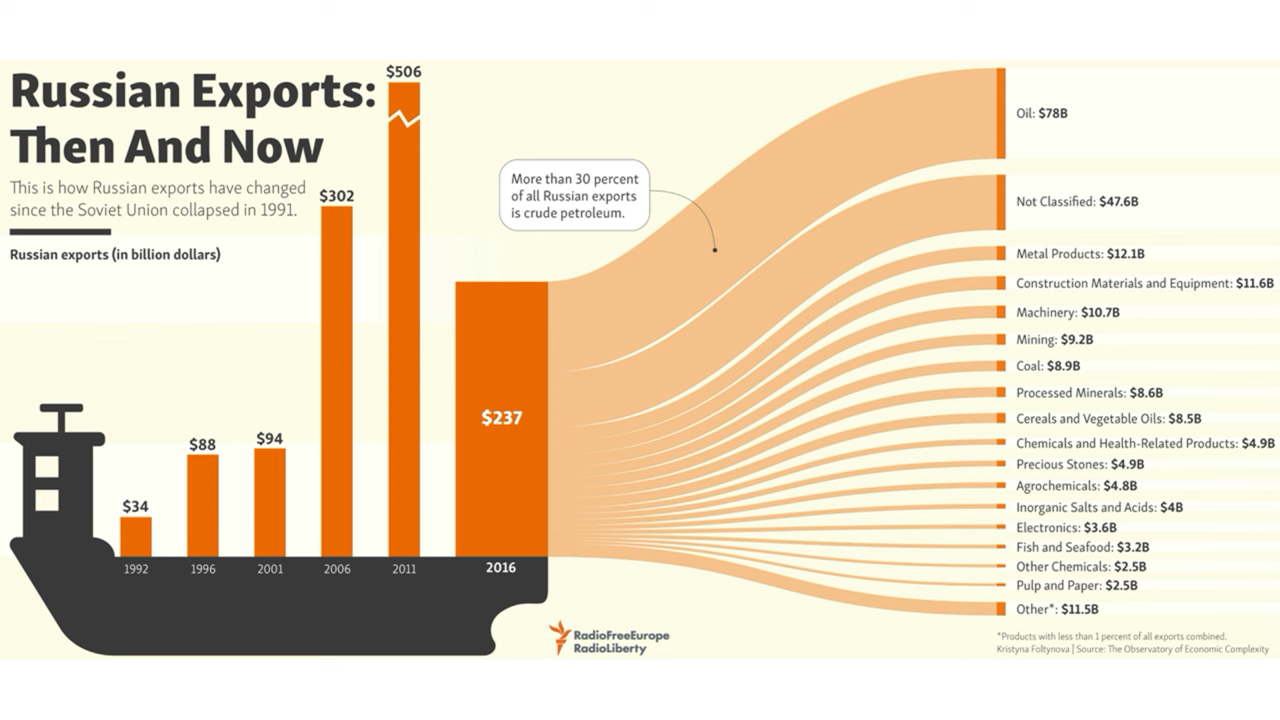 Russian Exports:
Then And Now
This is how Russian exports have changed
since the Soviet Union collapsed in 1991.
Russian exports (in billion dollars)
$34
$88
$94
$302
$506
$237
1992
1996
2001
2006
2011
2016
More than 30 percent
of all Russian exports
is crude petroleum.
Oil: $78B
Not Classified: $47.6B
Metal Products: $12.1B
Construction Materials and Equipment: $11.6B
Machinery: $10.7B
Mining: $9.2B
Coal: $8.9B
Processed Minerals: $8.6B
Cereals and Vegetable Oils: $8.5B
Chemicals and Health-Related Products: $4.9B
Precious Stones: $4.9B
Agrochemicals: $4.8B
Inorganic Salts and Acids: $4B
Electronics: $3.6B
Fish and Seafood: $3.2B
Other Chemicals: $2.5B
Pulp and Paper: $2.5B
Other*: $11.5B
RadioFreeEurope
RadioLiberty
*Products with less than 1 percent of all exports combined.
Kristyna Foltynova | Source: The Observatory of Economic Complexity